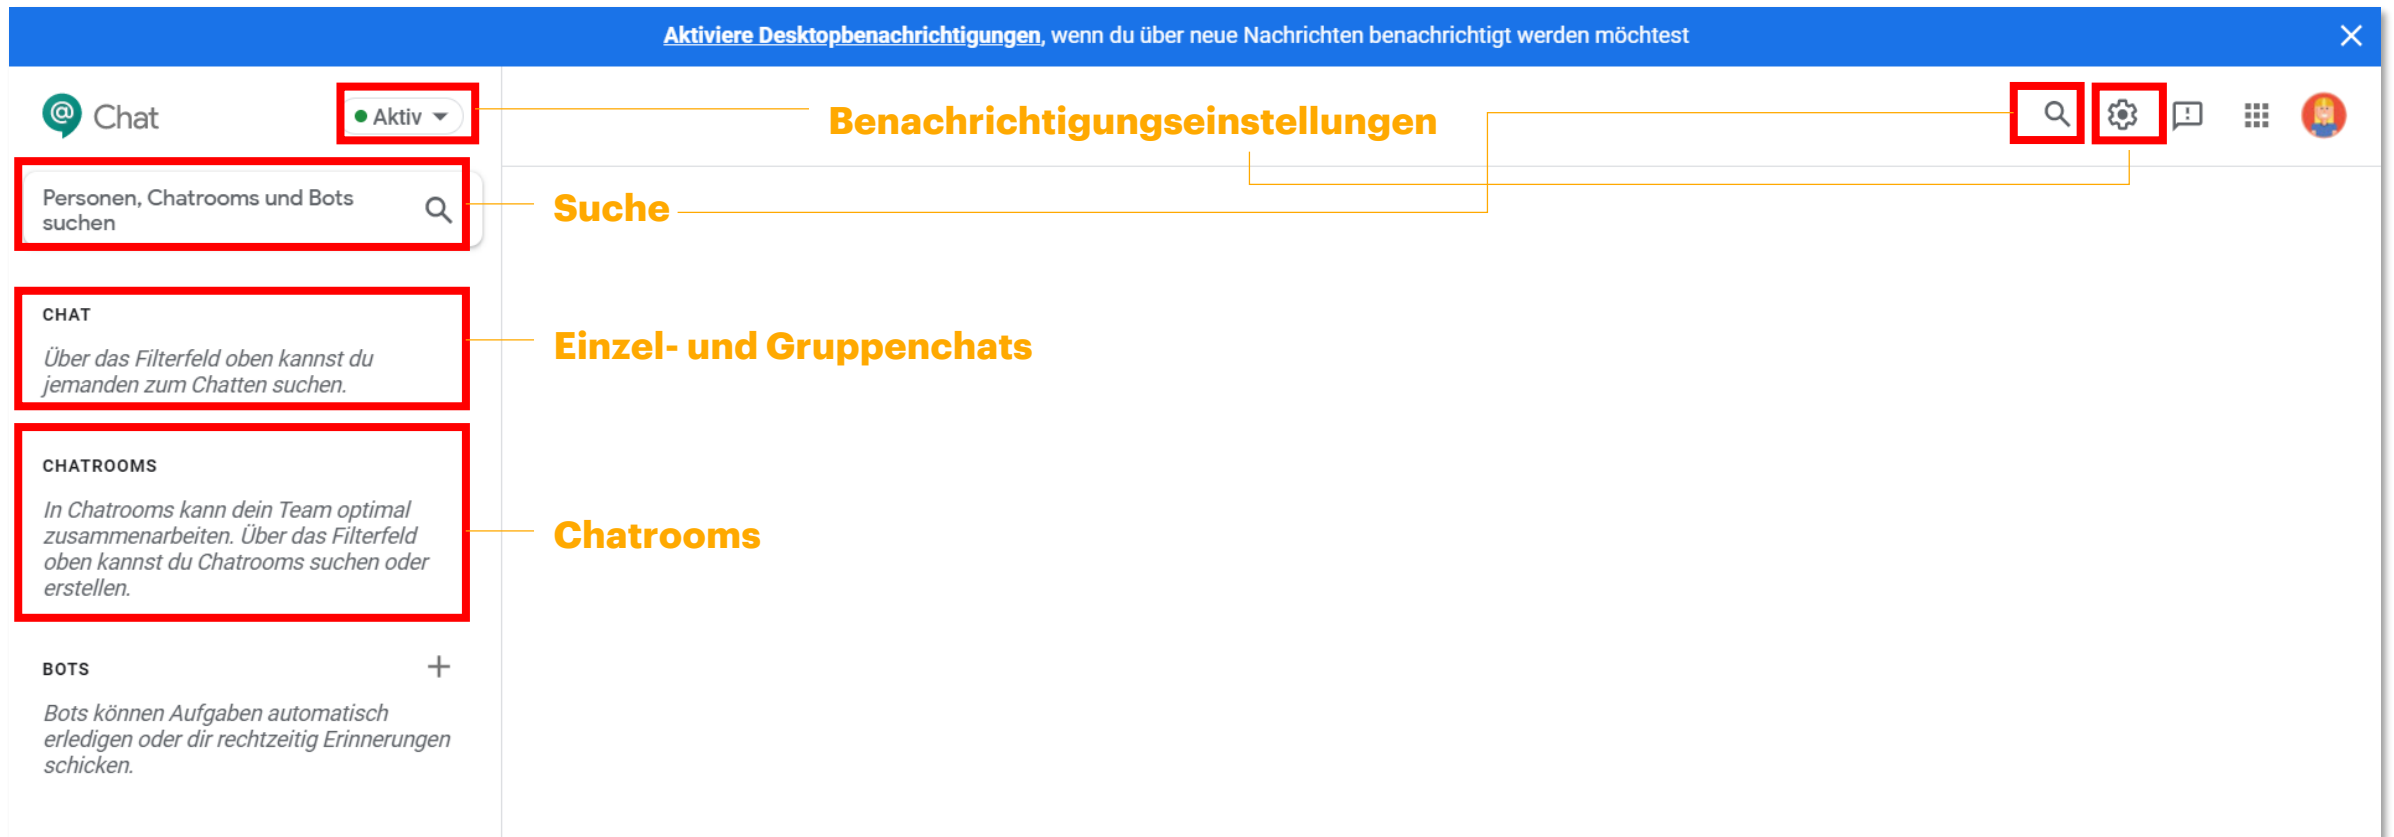 Aktiviere Desktopbenachrichtigungen, wenn du über neue Nachrichten benachrichtigt werden möchtest
@ Chat
Aktiv
Benachrichtigungseinstellungen
Personen, Chatrooms und Bots
suchen
Suche
CHAT
Über das Filterfeld oben kannst du
jemanden zum Chatten suchen.
Einzel- und Gruppenchats
CHATROOMS
In Chatrooms kann dein Team optimal
zusammenarbeiten. Über das Filterfeld
oben kannst du Chatrooms suchen oder
erstellen.
Chatrooms
BOTS
Bots können Aufgaben automatisch
erledigen oder dir rechtzeitig Erinnerungen
schicken.